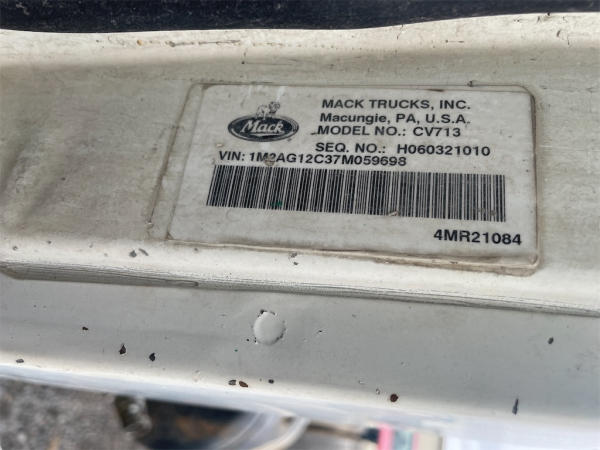 Mack
MACK TRUCKS, INC.
Macungie, PA, U.S.A.
MODEL NO.: CV713
SEQ. NO.: H060321010
VIN: 1M2AG12C37M059698
4MR21084